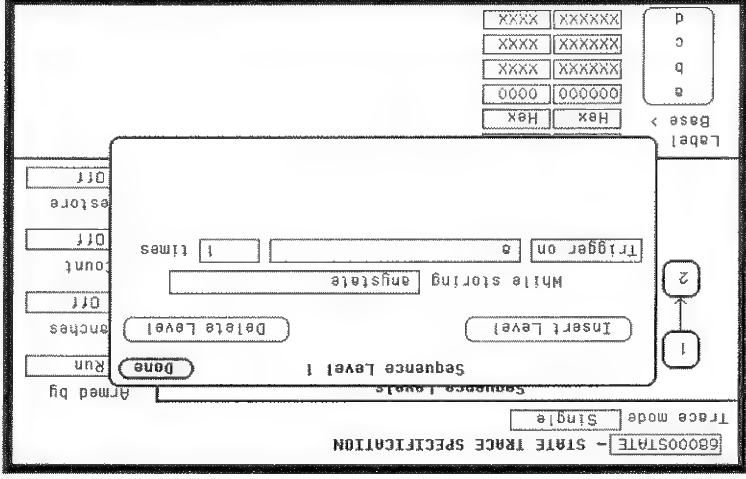 68000STATE - STATE TRACE SPECIFICATION
Trace mode Single
Sequence Levels
Armed by
Run
anches
Off
ount
Off
estore
Off
Sequence Level 1
Done
Insert Level
Delete Level
While storing anystate
Trigger on a 1 times
1
2
Label
Base >
Hex Hex
a 000000 0000
b XXXXXX XXXX
c XXXXXX XXXX
d XXXXXX XXXX